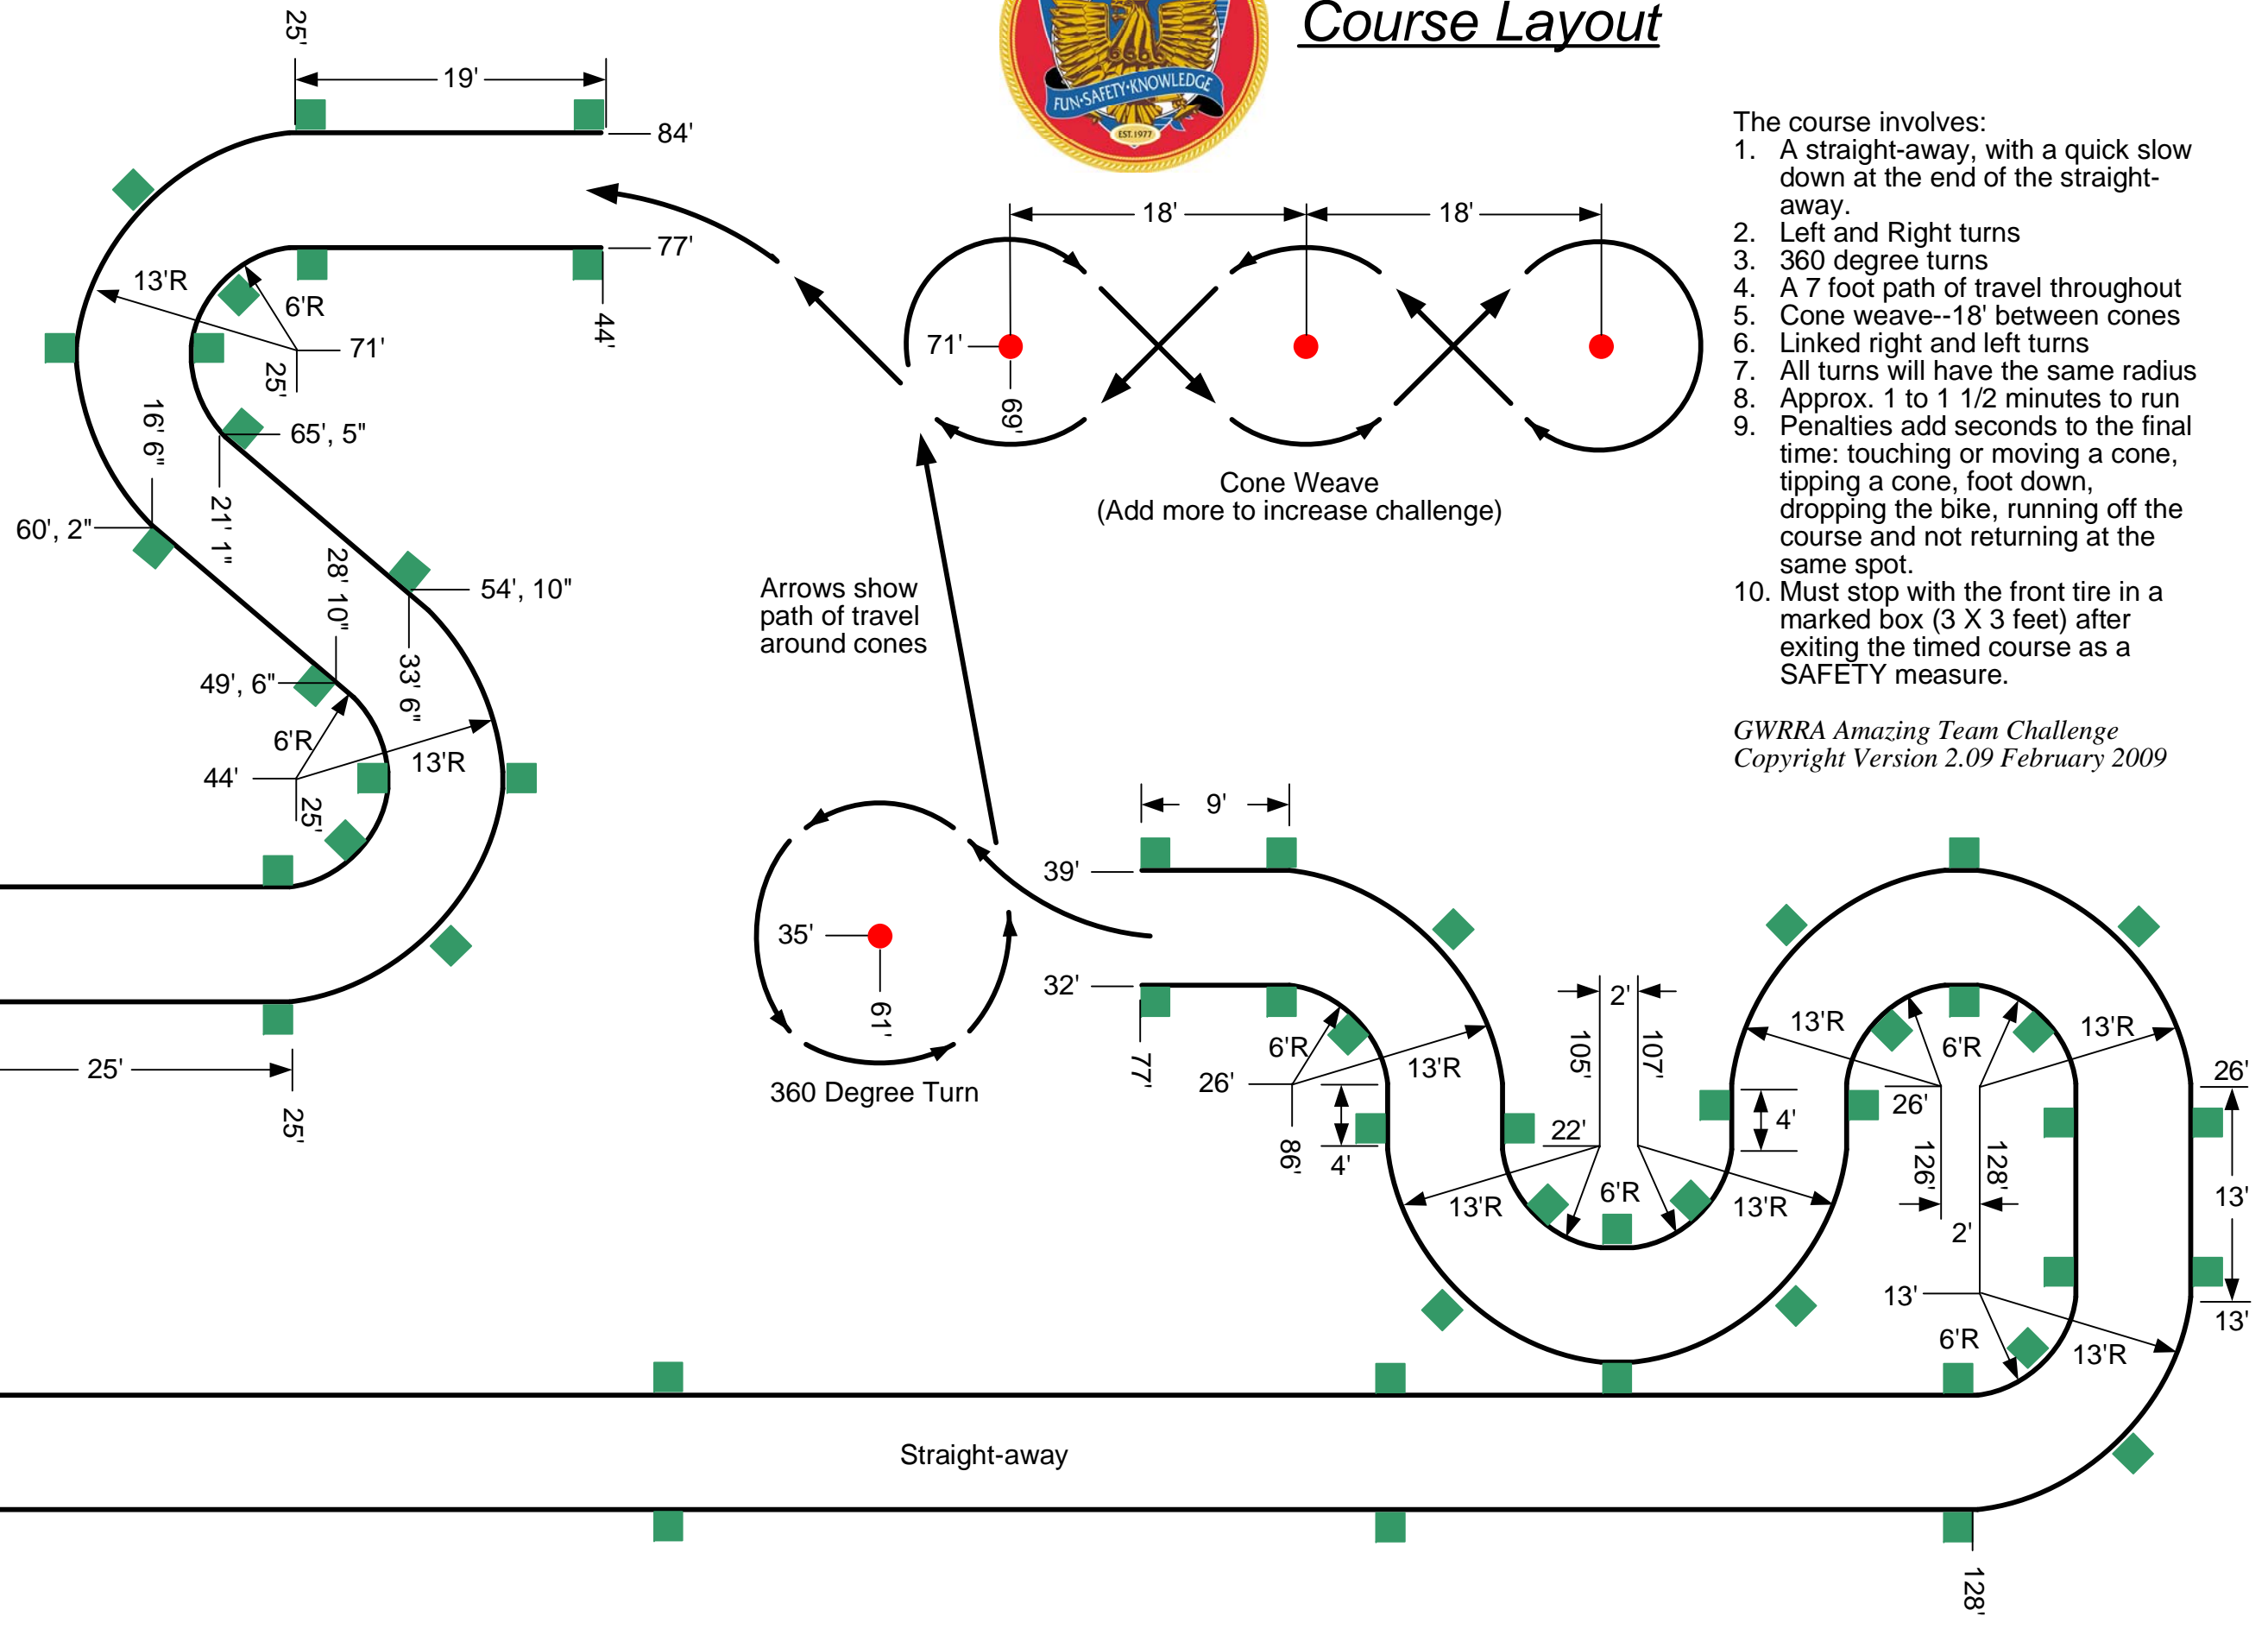 Course Layout
FUN·SAFETY·KNOWLEDGE
EST.1977
The course involves:
1. A straight-away, with a quick slow
down at the end of the straight-
away.
2. Left and Right turns
3. 360 degree turns
4. A 7 foot path of travel throughout
5. Cone weave--18' between cones
6. Linked right and left turns
7. All turns will have the same radius
8. Approx. 1 to 1 1/2 minutes to run
9. Penalties add seconds to the final
time: touching or moving a cone,
tipping a cone, foot down,
dropping the bike, running off the
course and not returning at the
same spot.
10. Must stop with the front tire in a
marked box (3 X 3 feet) after
exiting the timed course as a
SAFETY measure.
GWRRA Amazing Team Challenge
Copyright Version 2.09 February 2009
25'
19'
84'
77'
44'
13'R
6'R
71'
25'
65', 5"
16' 6"
21' 1"
60', 2"
28' 10"
54', 10"
33' 6"
49', 6"
6'R
13'R
44'
25'
25'
25'
18'
18'
71'
69'
Cone Weave
(Add more to increase challenge)
Arrows show
path of travel
around cones
35'
61'
360 Degree Turn
9'
39'
32'
77'
6'R
13'R
26'
86'
4'
2'
105'
107'
22'
13'R
6'R
13'R
4'
13'R
6'R
13'R
26'
126'
128'
2'
26'
13'
13'
13'
6'R
13'R
Straight-away
128'